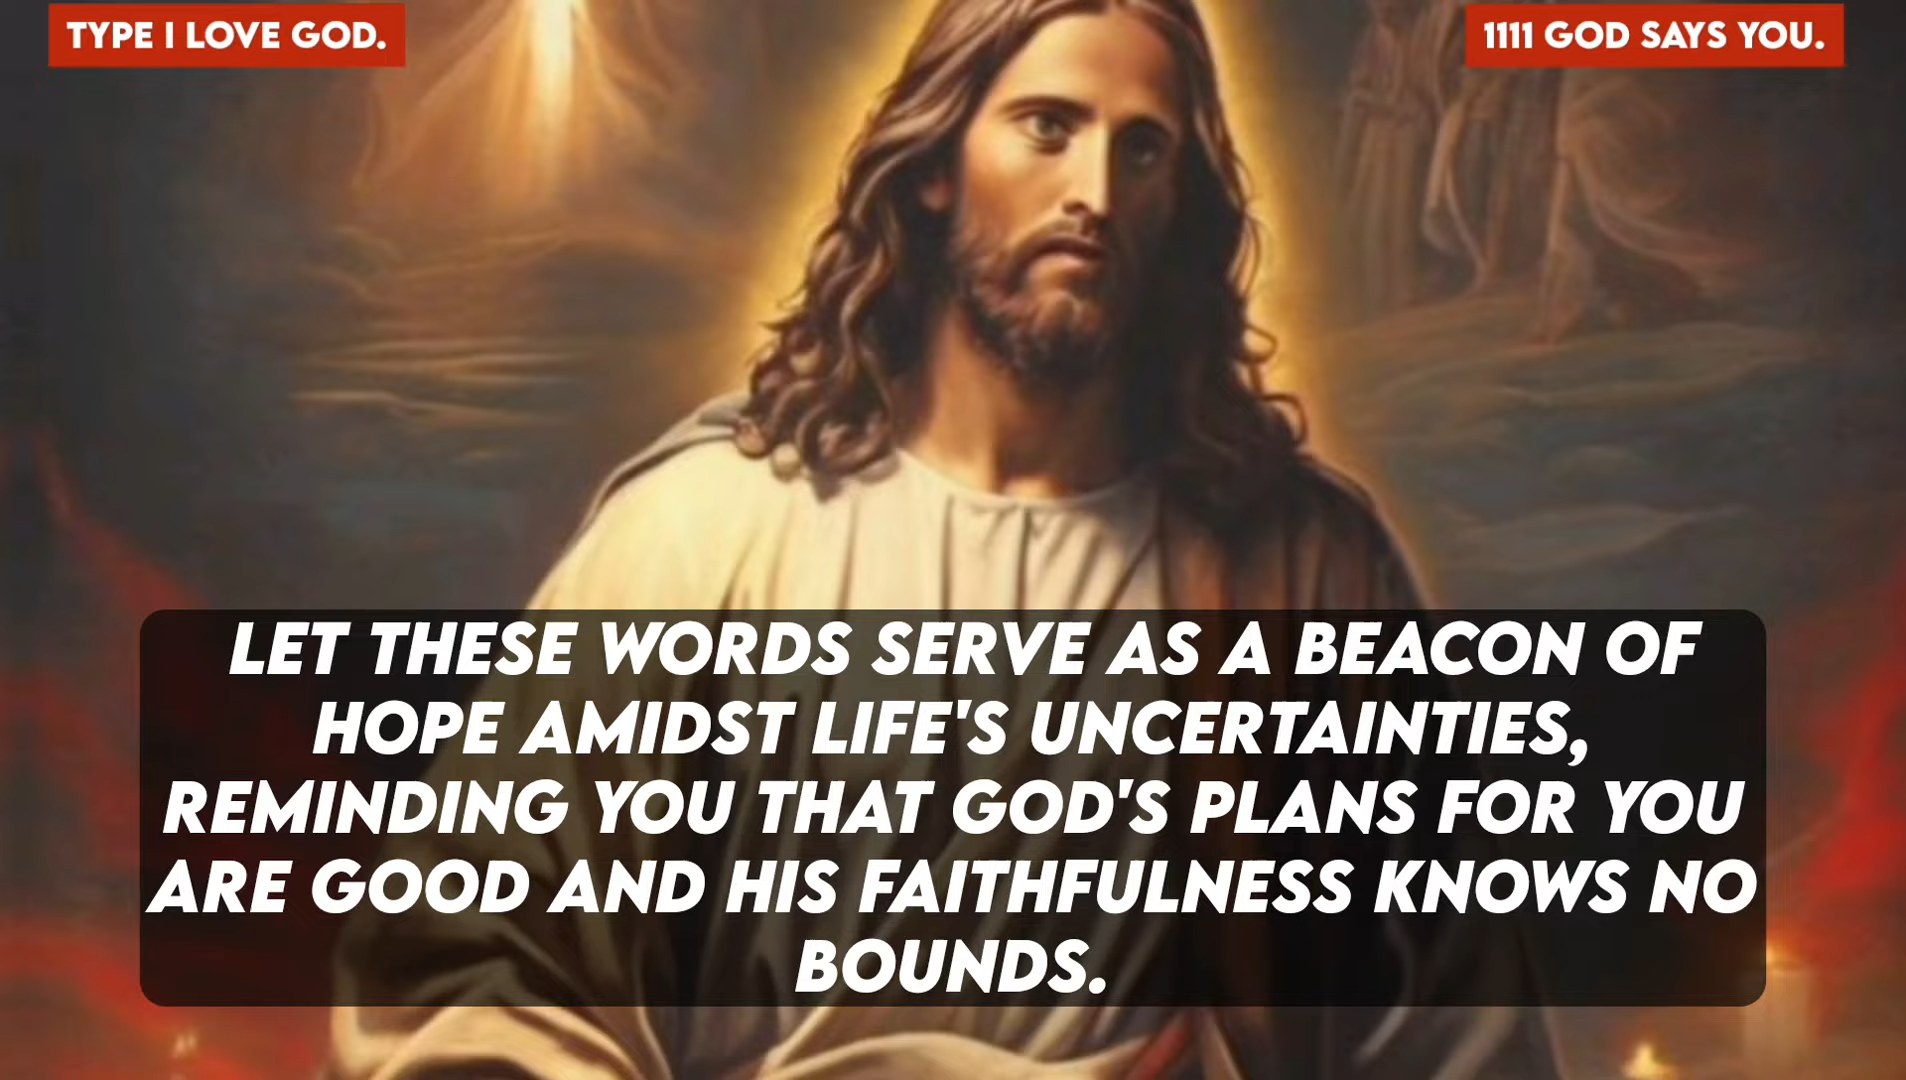 TYPE I LOVE GOD.
1111 GOD SAYS YOU.
LET THESE WORDS SERVE AS A BEACON OF
HOPE AMIDST LIFE'S UNCERTAINTIES,
REMINDING YOU THAT GOD'S PLANS FOR YOU
ARE GOOD AND HIS FAITHFULNESS KNOWS NO
BOUNDS.